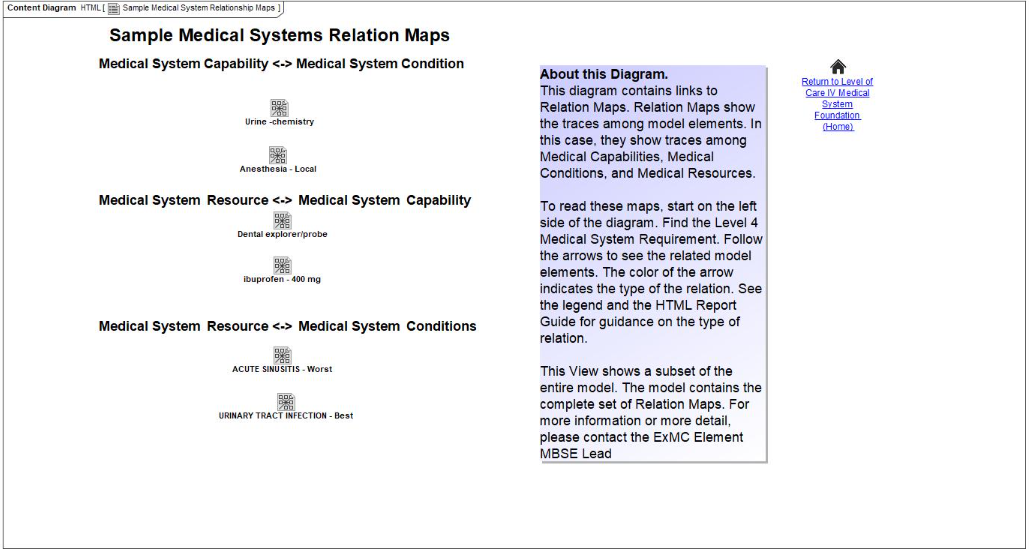 Content Diagram HTML [ Sample Medical System Relationship Maps ]
Sample Medical Systems Relation Maps
Medical System Capability <-> Medical System Condition
Urine -chemistry
Anesthesia - Local
Medical System Resource <-> Medical System Capability
Dental explorer/probe
ibuprofen - 400 mg
Medical System Resource <-> Medical System Conditions
ACUTE SINUSITIS - Worst
URINARY TRACT INFECTION - Best
About this Diagram.
This diagram contains links to
Relation Maps. Relation Maps show
the traces among model elements. In
this case, they show traces among
Medical Capabilities, Medical
Conditions, and Medical Resources.
To read these maps, start on the left
side of the diagram. Find the Level 4
Medical System Requirement. Follow
the arrows to see the related model
elements. The color of the arrow
indicates the type of the relation. See
the legend and the HTML Report
Guide for guidance on the type of
relation.
This View shows a subset of the
entire model. The model contains the
complete set of Relation Maps. For
more information or more detail,
please contact the ExMC Element
MBSE Lead
Return to Level of
Care IV Medical
System
Foundation
(Home)